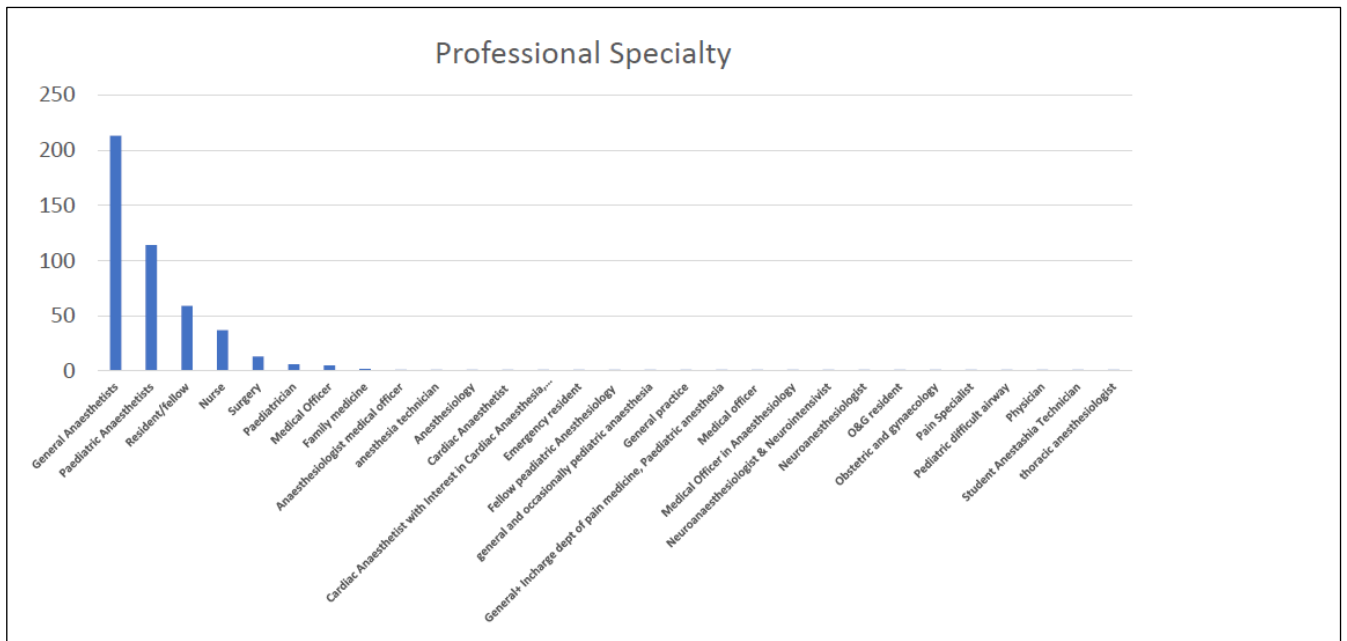 Professional Specialty
250
200
150
100
50
0
General Anaesthetists
Paediatric Anaesthetists
Resident/fellow
Nurse
Surgery
Paediatrician
Medical Officer
Family medicine
Anaesthesiologist medical officer
anesthesia technician
Anesthesiology
Cardiac Anaesthetist
Cardiac Anaesthetist with Interest in Cardiac Anaesthesia,...
Emergency resident
Fellow peadiatric Anesthesiology
general and occasionally pediatric anaesthesia
General practice
General+ Incharge dept of pain medicine, Paediatric anesthesia
Medical officer
Medical Officer in Anaesthesiology
Neuroanaesthesiologist & Neurointensivist
Neuroanesthesiologist
O&G resident
Obstetric and gynaecology
Pain Specialist
Pediatric difficult airway
Physician
Student Anestashia Technician
thoracic anesthesiologist